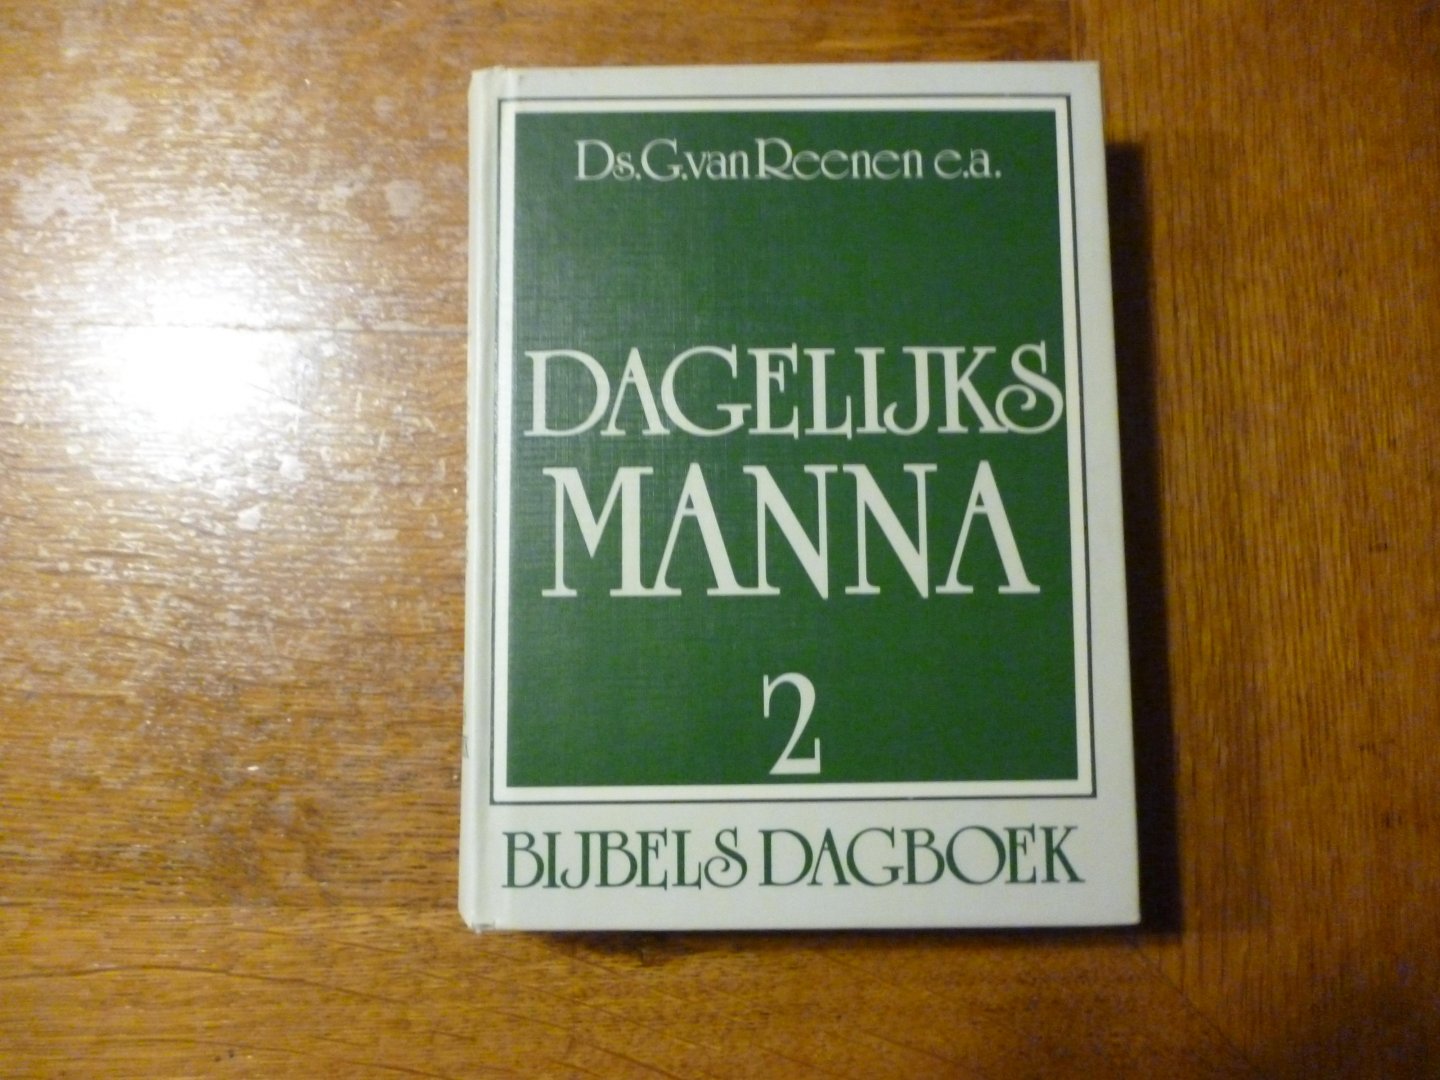 Ds. G. van Reenen e.a.
DAGELIJKS
MANNA
2
BIJBELS DAGBOEK